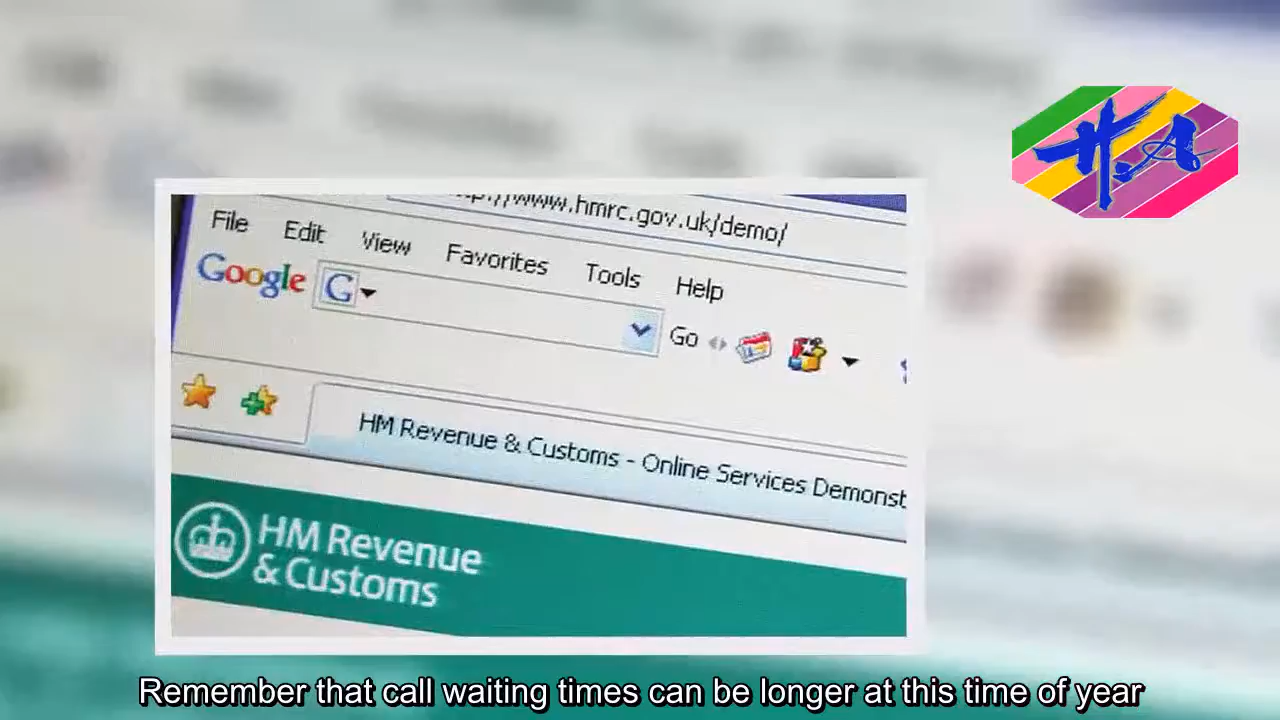 H.A
http://www.hmrc.gov.uk/demo/
File Edit View Favorites Tools Help
Google G Go
HM Revenue & Customs - Online Services Demonst
HM Revenue
& Customs
Remember that call waiting times can be longer at this time of year